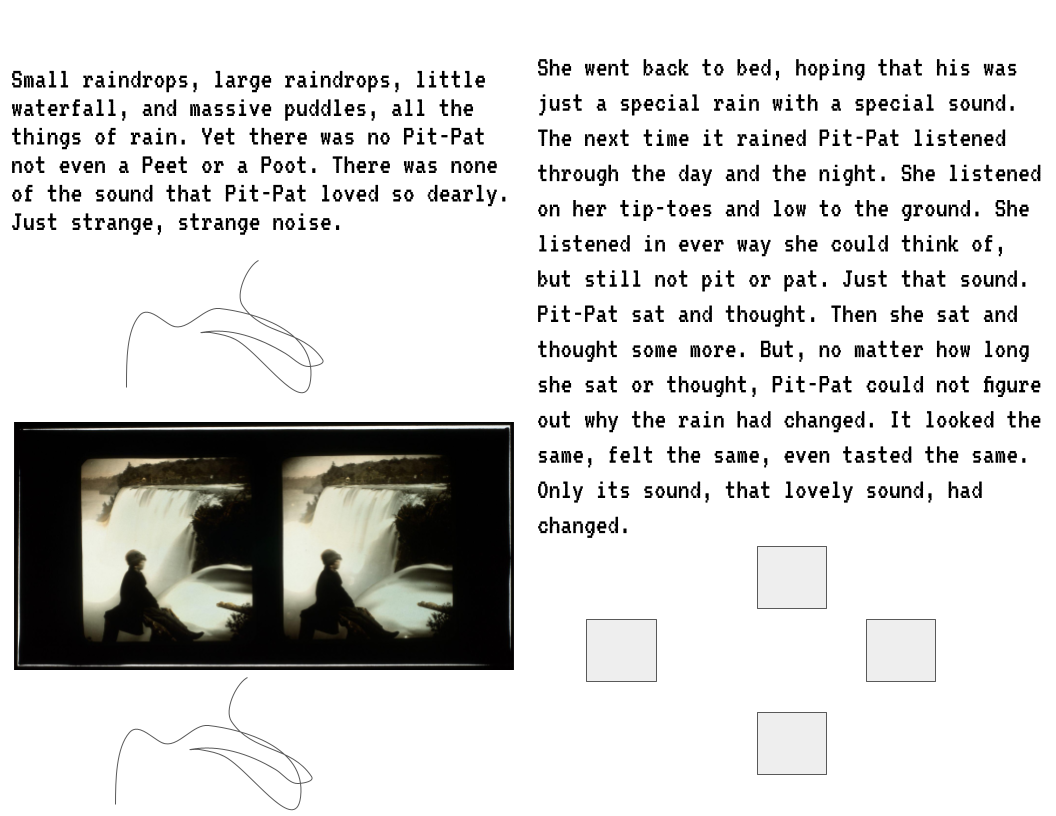 Small raindrops, large raindrops, little
waterfall, and massive puddles, all the
things of rain. Yet there was no Pit-Pat
not even a Peet or a Poot. There was none
of the sound that Pit-Pat loved so dearly.
Just strange, strange noise.
She went back to bed, hoping that his was
just a special rain with a special sound.
The next time it rained Pit-Pat listened
through the day and the night. She listened
on her tip-toes and low to the ground. She
listened in ever way she could think of,
but still not pit or pat. Just that sound.
Pit-Pat sat and thought. Then she sat and
thought some more. But, no matter how long
she sat or thought, Pit-Pat could not figure
out why the rain had changed. It looked the
same, felt the same, even tasted the same.
Only its sound, that lovely sound, had
changed.